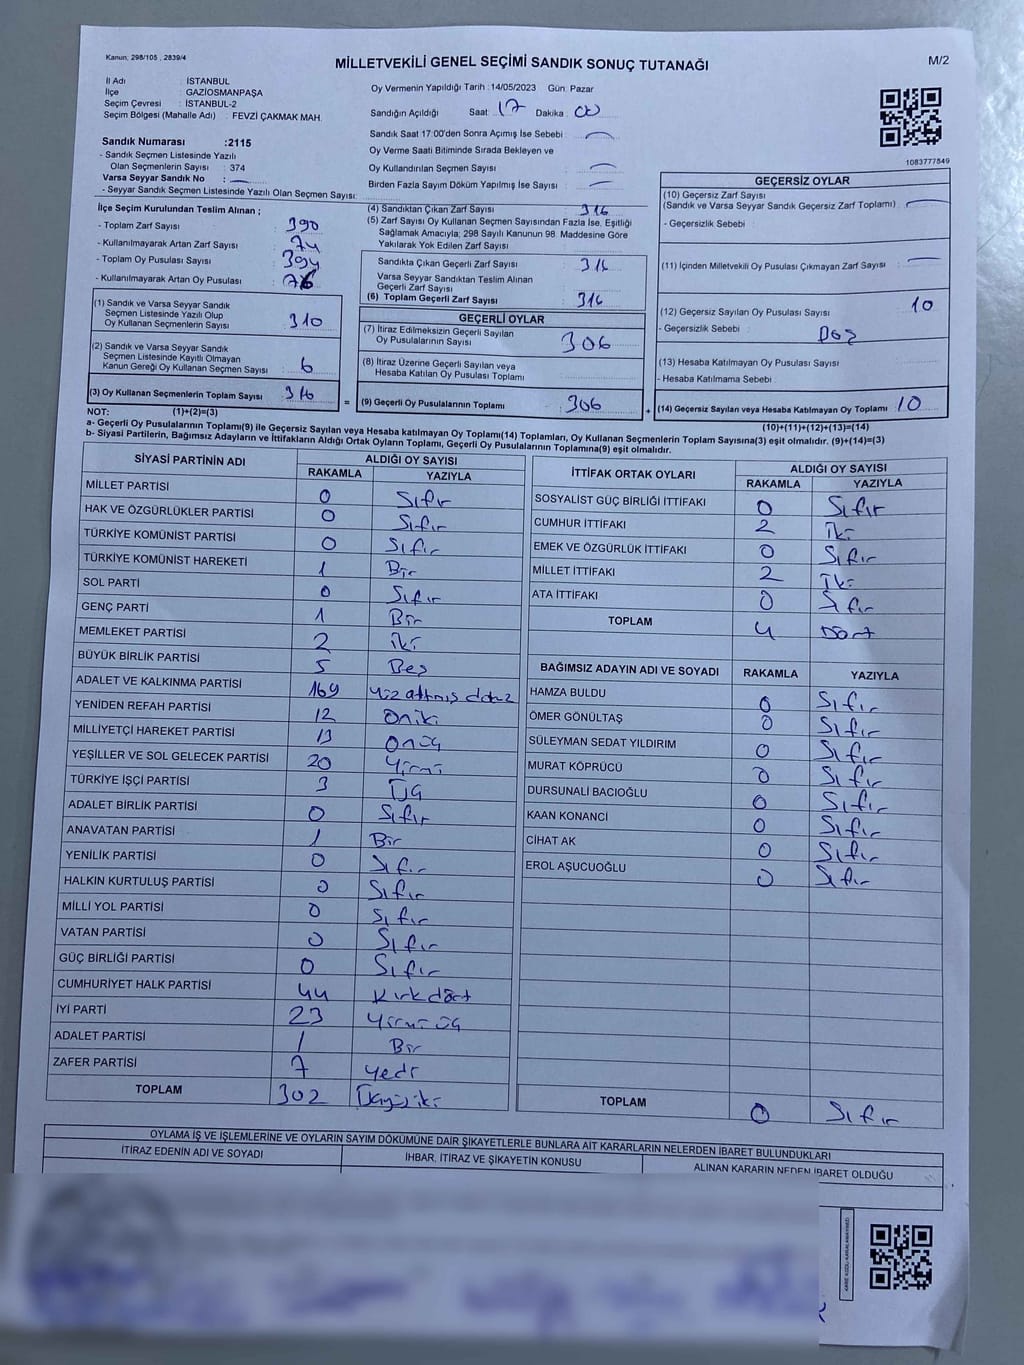 Kanun, 298/105 , 2839/4
MİLLETVEKİLİ GENEL SEÇİMİ SANDIK SONUÇ TUTANAĞI
M/2
İl Adı : İSTANBUL
İlçe : GAZİOSMANPAŞA
Seçim Çevresi : İSTANBUL-2
Seçim Bölgesi (Mahalle Adı) : FEVZİ ÇAKMAK MAH.
Sandık Numarası :2115
- Sandık Seçmen Listesinde Yazılı
Olan Seçmenlerin Sayısı : 374
Varsa Seyyar Sandık No : —
- Seyyar Sandık Seçmen Listesinde Yazılı Olan Seçmen Sayısı:
Oy Vermenin Yapıldığı Tarih :14/05/2023 Gün: Pazar
Sandığın Açıldığı Saat: 17 Dakika : 00
Sandık Saat 17:00'den Sonra Açımış İse Sebebi : —
Oy Verme Saati Bitiminde Sırada Bekleyen ve
Oy Kullandırılan Seçmen Sayısı : —
Birden Fazla Sayım Döküm Yapılmış İse Sayısı : —
1083777849
İlçe Seçim Kurulundan Teslim Alınan ;
- Toplam Zarf Sayısı : 390
- Kullanılmayarak Artan Zarf Sayısı : 74
- Toplam Oy Pusulası Sayısı : 394
- Kullanılmayarak Artan Oy Pusulası :
(1) Sandık ve Varsa Seyyar Sandık
Seçmen Listesinde Yazılı Olup
Oy Kullanan Seçmenlerin Sayısı : 310
(2) Sandık ve Varsa Seyyar Sandık
Seçmen Listesinde Kayıtlı Olmayan
Kanun Gereği Oy Kullanan Seçmen Sayısı : 6
(3) Oy Kullanan Seçmenlerin Toplam Sayısı : 316
(4) Sandıktan Çıkan Zarf Sayısı : 316
(5) Zarf Sayısı Oy Kullanan Seçmen Sayısından Fazla İse, Eşitliği
Sağlamak Amacıyla; 298 Sayılı Kanunun 98. Maddesine Göre
Yakılarak Yok Edilen Zarf Sayısı :
Sandıkta Çıkan Geçerli Zarf Sayısı : 316
Varsa Seyyar Sandıktan Teslim Alınan
Geçerli Zarf Sayısı :
(6) Toplam Geçerli Zarf Sayısı : 316
GEÇERLİ OYLAR
(7) İtiraz Edilmeksizin Geçerli Sayılan
Oy Pusulalarının Sayısı : 306
(8) İtiraz Üzerine Geçerli Sayılan veya
Hesaba Katılan Oy Pusulası Toplamı
= (9) Geçerli Oy Pusulalarının Toplamı : 306
GEÇERSİZ OYLAR
(10) Geçersiz Zarf Sayısı
(Sandık ve Varsa Seyyar Sandık Geçersiz Zarf Toplamı) : —
- Geçersizlik Sebebi :
(11) İçinden Milletvekili Oy Pusulası Çıkmayan Zarf Sayısı : —
(12) Geçersiz Sayılan Oy Pusulası Sayısı : 10
- Geçersizlik Sebebi :
(13) Hesaba Katılmayan Oy Pusulası Sayısı :
- Hesaba Katılmama Sebebi :
+ (14) Geçersiz Sayılan veya Hesaba Katılmayan Oy Toplamı : 10
NOT: (1)+(2)=(3)
(10)+(11)+(12)+(13)=(14)
a- Geçerli Oy Pusulalarının Toplamı(9) ile Geçersiz Sayılan veya Hesaba katılmayan Oy Toplamı(14) Toplamları, Oy Kullanan Seçmenlerin Toplam Sayısına(3) eşit olmalıdır. (9)+(14)=(3)
b- Siyasi Partilerin, Bağımsız Adayların ve İttifakların Aldığı Ortak Oyların Toplamı, Geçerli Oy Pusulalarının Toplamına(9) eşit olmalıdır.
SİYASİ PARTİNİN ADI ALDIĞI OY SAYISI
RAKAMLA YAZIYLA
MİLLET PARTİSİ 0 Sıfır
HAK VE ÖZGÜRLÜKLER PARTİSİ 0 Sıfır
TÜRKİYE KOMÜNİST PARTİSİ 0 Sıfır
TÜRKİYE KOMÜNİST HAREKETİ 1 Bir
SOL PARTİ 0 Sıfır
GENÇ PARTİ 1 Bir
MEMLEKET PARTİSİ 2 iki
BÜYÜK BİRLİK PARTİSİ 5 Beş
ADALET VE KALKINMA PARTİSİ 169 Yüz altmış dokuz
YENİDEN REFAH PARTİSİ 12 Oniki
MİLLİYETÇİ HAREKET PARTİSİ 13 Onüç
YEŞİLLER VE SOL GELECEK PARTİSİ 20 Yirmi
TÜRKİYE İŞÇİ PARTİSİ 3 Üç
ADALET BİRLİK PARTİSİ 0 Sıfır
ANAVATAN PARTİSİ 1 Bir
YENİLİK PARTİSİ 0 Sıfır
HALKIN KURTULUŞ PARTİSİ 0 Sıfır
MİLLİ YOL PARTİSİ 0 Sıfır
VATAN PARTİSİ 0 Sıfır
GÜÇ BİRLİĞİ PARTİSİ 0 Sıfır
CUMHURİYET HALK PARTİSİ 44 Kırkdört
İYİ PARTİ 23 Yirmi üç
ADALET PARTİSİ 1 Bir
ZAFER PARTİSİ 7 Yedi
TOPLAM 302 Üçyüziki
İTTİFAK ORTAK OYLARI ALDIĞI OY SAYISI
RAKAMLA YAZIYLA
SOSYALİST GÜÇ BİRLİĞİ İTTİFAKI 0 Sıfır
CUMHUR İTTİFAKI 2 İki
EMEK VE ÖZGÜRLÜK İTTİFAKI 0 Sıfır
MİLLET İTTİFAKI 2 İki
ATA İTTİFAKI 0 Sıfır
TOPLAM 4 Dört
BAĞIMSIZ ADAYIN ADI VE SOYADI RAKAMLA YAZIYLA
HAMZA BULDU 0 Sıfır
ÖMER GÖNÜLTAŞ 0 Sıfır
SÜLEYMAN SEDAT YILDIRIM 0 Sıfır
MURAT KÖPRÜCÜ 0 Sıfır
DURSUNALİ BACIOĞLU 0 Sıfır
KAAN KONANCİ 0 Sıfır
CİHAT AK 0 Sıfır
EROL AŞUCUOĞLU 0 Sıfır
TOPLAM 0 Sıfır
OYLAMA İŞ VE İŞLEMLERİNE VE OYLARIN SAYIM DÖKÜMÜNE DAİR ŞİKAYETLERLE BUNLARA AİT KARARLARIN NELERDEN İBARET BULUNDUKLARI
İTİRAZ EDENİN ADI VE SOYADI İHBAR, İTİRAZ VE ŞİKAYETİN KONUSU ALINAN KARARIN NEDEN İBARET OLDUĞU